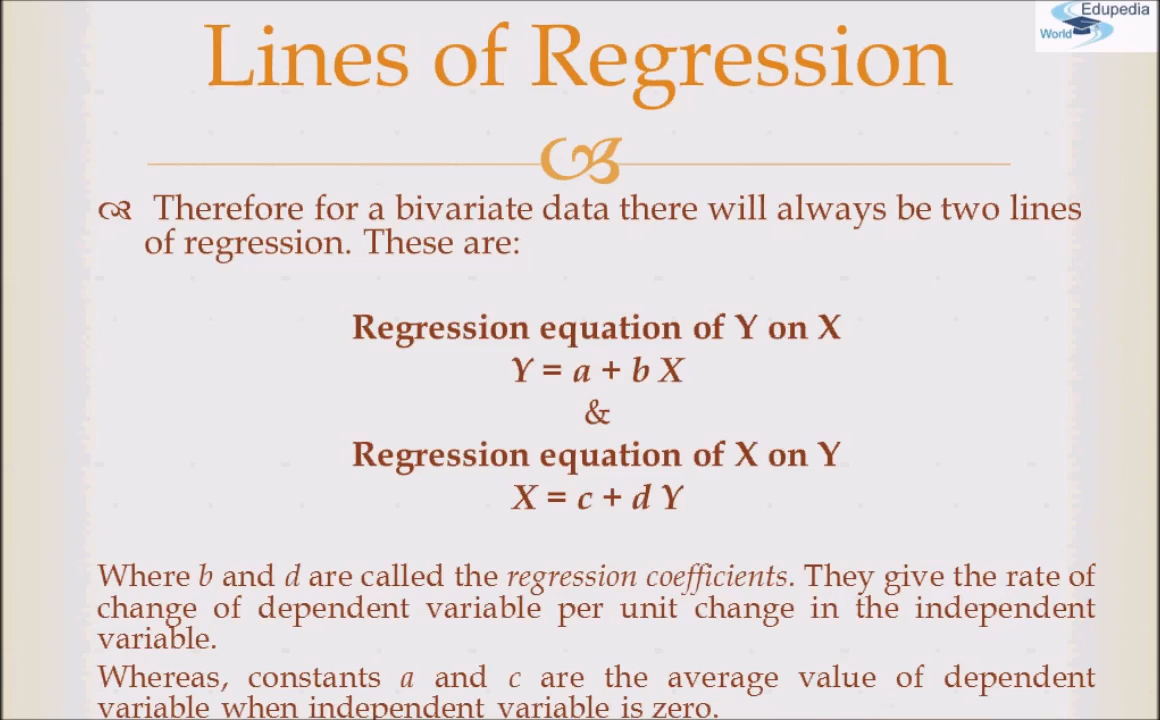 Edupedia
World
Lines of Regression
Therefore for a bivariate data there will always be two lines
of regression. These are:
Regression equation of Y on X
Y = a + b X
&
Regression equation of X on Y
X = c + d Y
Where b and d are called the regression coefficients. They give the rate of
change of dependent variable per unit change in the independent
variable.
Whereas, constants a and c are the average value of dependent
variable when independent variable is zero.